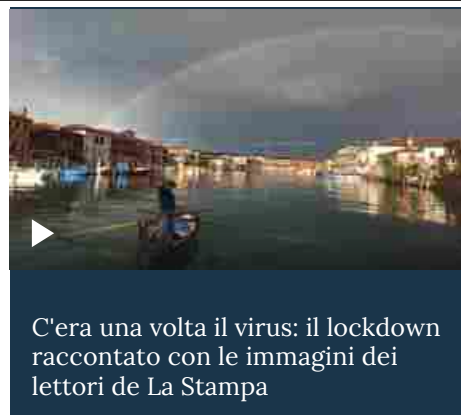 C'era una volta il virus: il lockdown
raccontato con le immagini dei
lettori de La Stampa